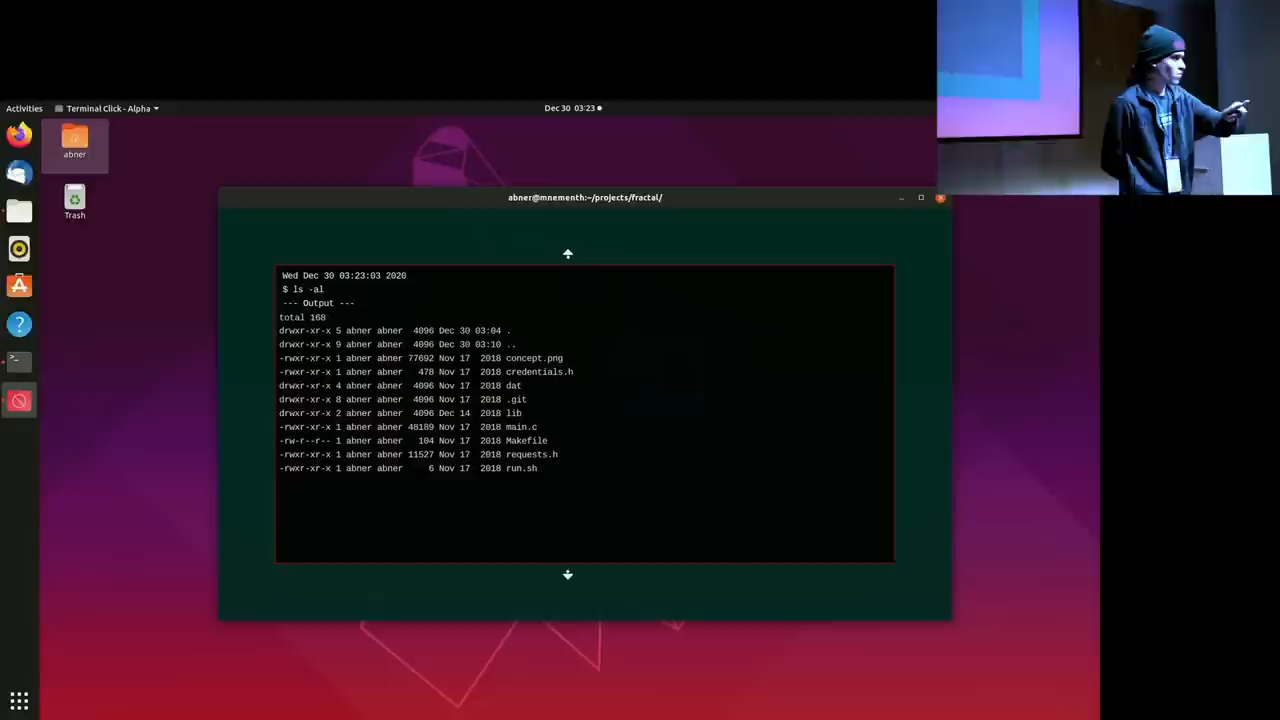 Activities
Terminal Click - Alpha
Dec 30 03:23
abner
Trash
abner@mnementh:~/projects/fractal/
Wed Dec 30 03:23:03 2020
$ ls -al
--- Output ---
total 168
drwxr-xr-x 5 abner abner  4096 Dec 30 03:04 .
drwxr-xr-x 9 abner abner  4096 Dec 30 03:10 ..
-rwxr-xr-x 1 abner abner 77692 Nov 17  2018 concept.png
-rwxr-xr-x 1 abner abner   478 Nov 17  2018 credentials.h
drwxr-xr-x 4 abner abner  4096 Nov 17  2018 dat
drwxr-xr-x 8 abner abner  4096 Nov 17  2018 .git
drwxr-xr-x 2 abner abner  4096 Dec 14  2018 lib
-rwxr-xr-x 1 abner abner 48189 Nov 17  2018 main.c
-rw-r--r-- 1 abner abner   104 Nov 17  2018 Makefile
-rwxr-xr-x 1 abner abner 11527 Nov 17  2018 requests.h
-rwxr-xr-x 1 abner abner     6 Nov 17  2018 run.sh